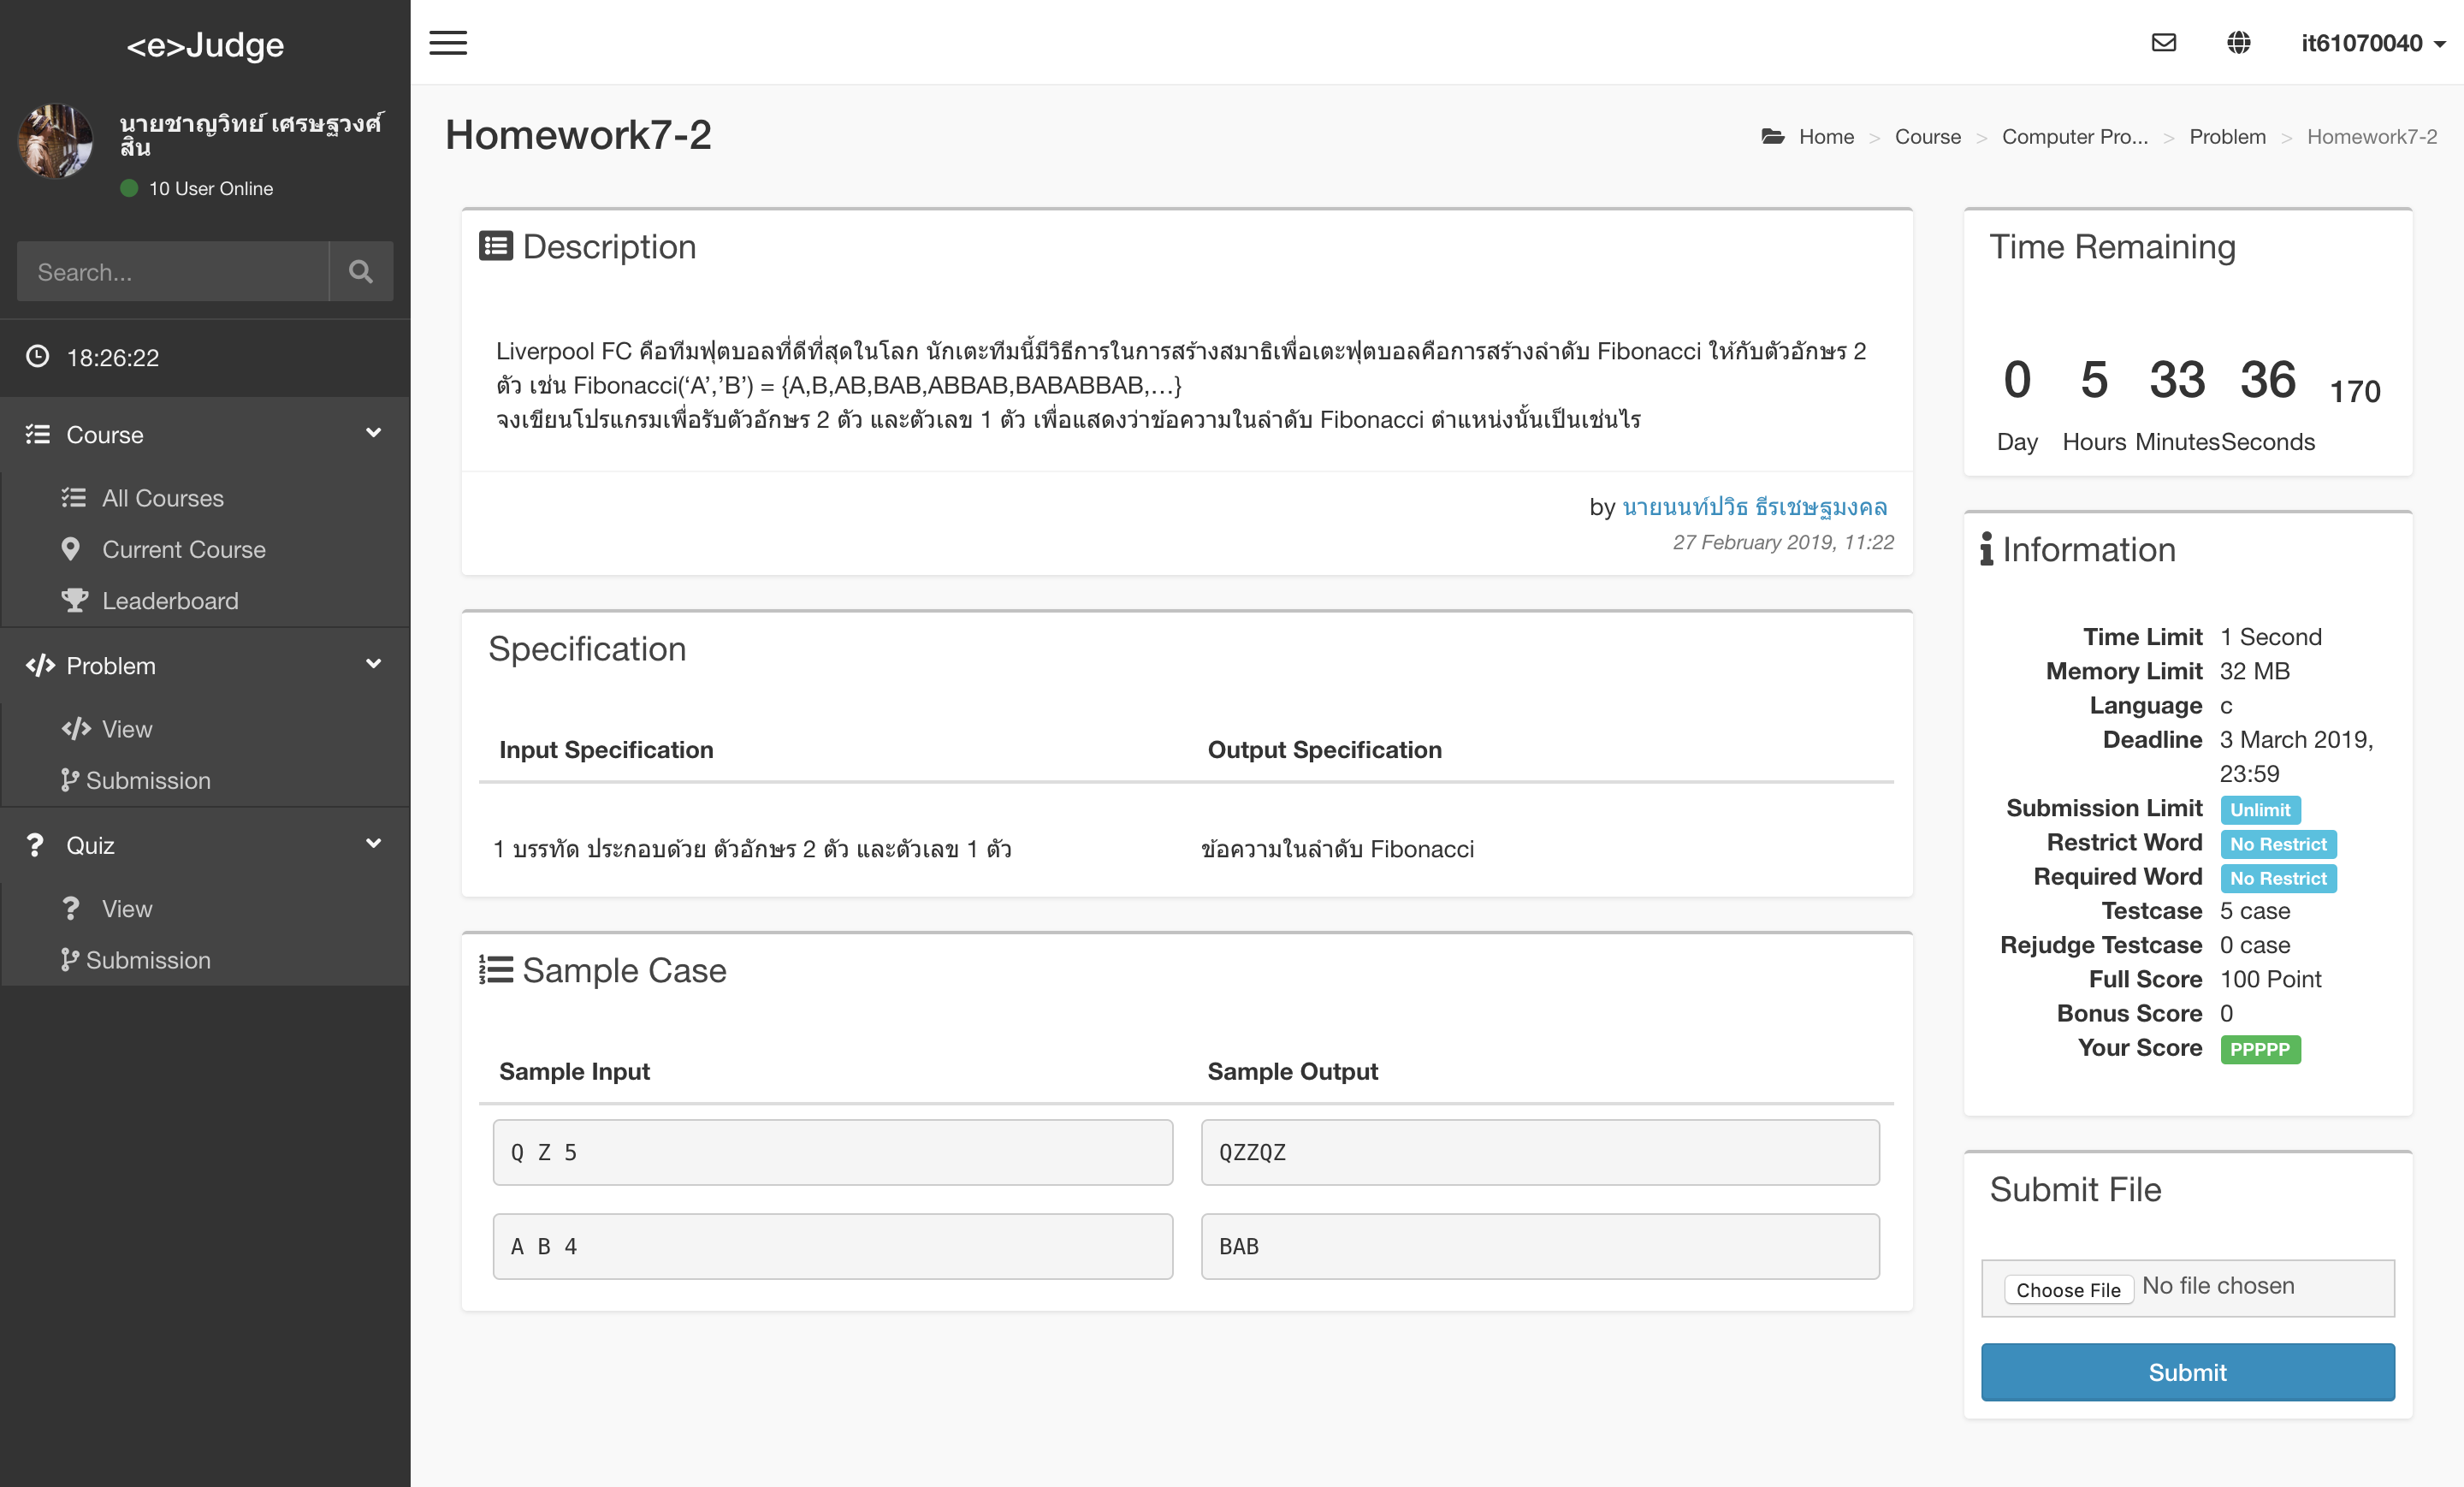 <e>Judge
นายชาญวิทย์ เศรษฐวงศ์
สิน
10 User Online
Search...
18:26:22
Course
All Courses
Current Course
Leaderboard
Problem
View
Submission
Quiz
View
Submission
it61070040
Homework7-2
Home > Course > Computer Pro... > Problem > Homework7-2
Description
Liverpool FC คือทีมฟุตบอลที่ดีที่สุดในโลก นักเตะทีมนี้มีวิธีการในการสร้างสมาธิเพื่อเตะฟุตบอลคือการสร้างลำดับ Fibonacci ให้กับตัวอักษร 2
ตัว เช่น Fibonacci(‘A’,’B’) = {A,B,AB,BAB,ABBAB,BABABBAB,…}
จงเขียนโปรแกรมเพื่อรับตัวอักษร 2 ตัว และตัวเลข 1 ตัว เพื่อแสดงว่าข้อความในลำดับ Fibonacci ตำแหน่งนั้นเป็นเช่นไร
by นายนนท์ปวิธ ธีรเชษฐมงคล
27 February 2019, 11:22
Specification
Input Specification Output Specification
1 บรรทัด ประกอบด้วย ตัวอักษร 2 ตัว และตัวเลข 1 ตัว ข้อความในลำดับ Fibonacci
Sample Case
Sample Input Sample Output
Q Z 5 QZZQZ
A B 4 BAB
Time Remaining
0 5 33 36 170
Day Hours Minutes Seconds
Information
Time Limit 1 Second
Memory Limit 32 MB
Language c
Deadline 3 March 2019,
23:59
Submission Limit Unlimit
Restrict Word No Restrict
Required Word No Restrict
Testcase 5 case
Rejudge Testcase 0 case
Full Score 100 Point
Bonus Score 0
Your Score PPPPP
Submit File
Choose File No file chosen
Submit